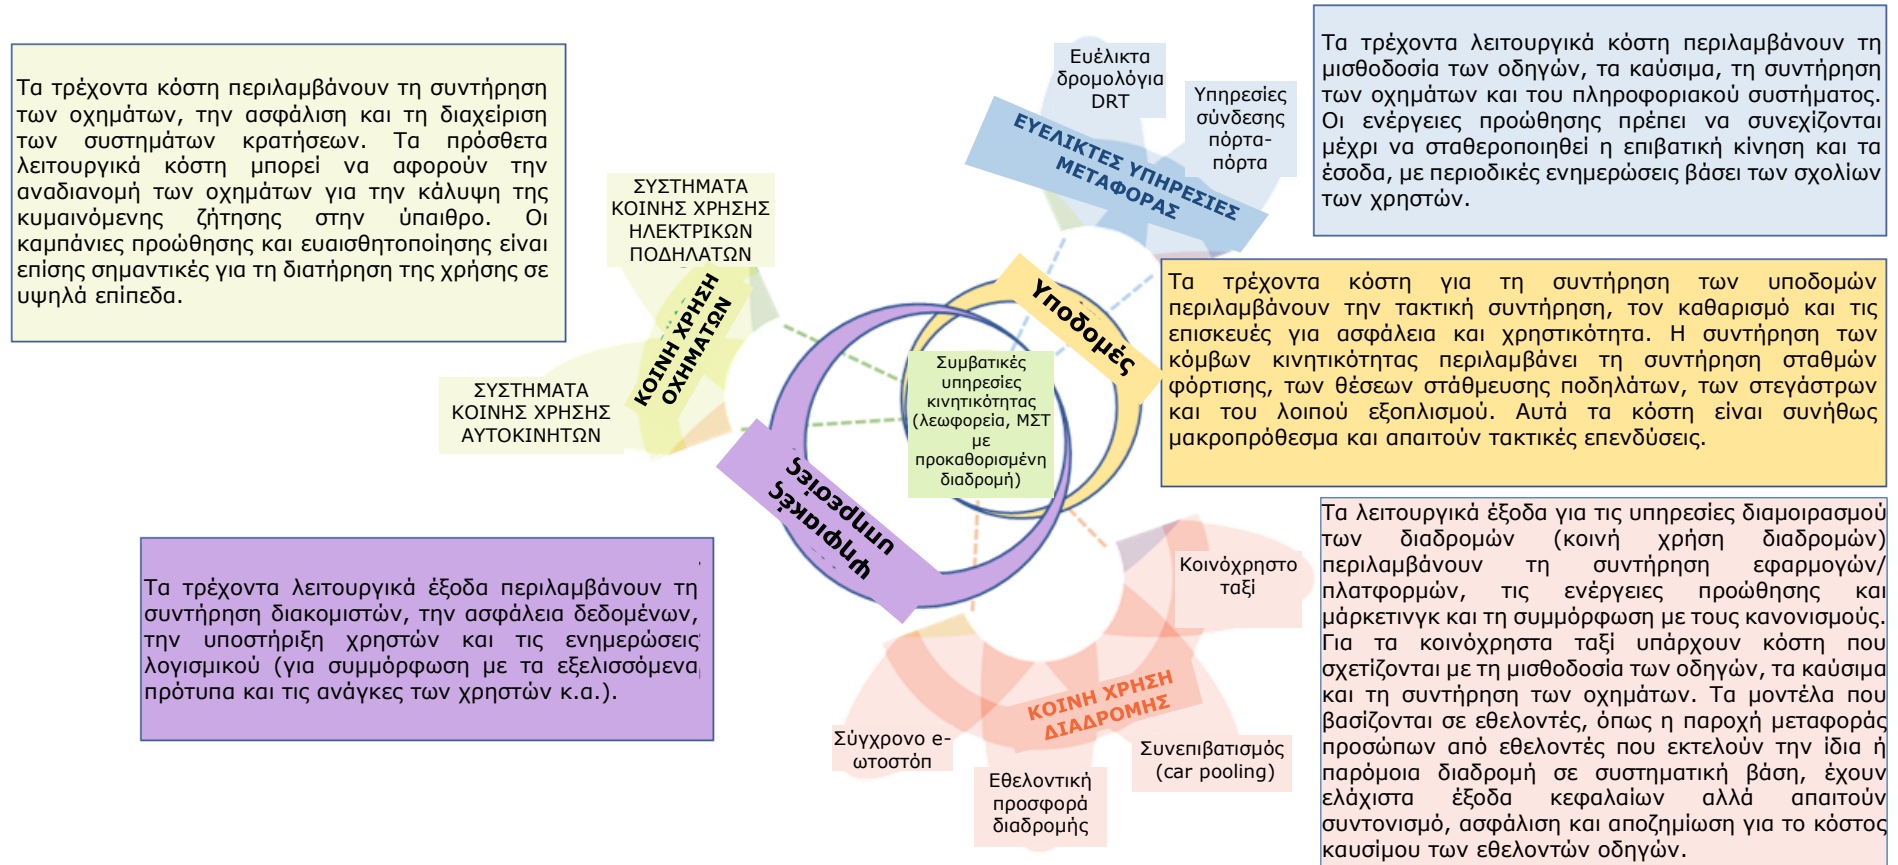 Τα τρέχοντα κόστη περιλαμβάνουν τη συντήρηση
των οχημάτων, την ασφάλιση και τη διαχείριση
των συστημάτων κρατήσεων. Τα πρόσθετα
λειτουργικά κόστη μπορεί να αφορούν την
αναδιανομή των οχημάτων για την κάλυψη της
κυμαινόμενης ζήτησης στην ύπαιθρο. Οι
καμπάνιες προώθησης και ευαισθητοποίησης είναι
επίσης σημαντικές για τη διατήρηση της χρήσης σε
υψηλά επίπεδα.
Ευέλικτα
δρομολόγια
DRT
Υπηρεσίες
σύνδεσης
πόρτα-
πόρτα
ΕΥΕΛΙΚΤΕΣ ΥΠΗΡΕΣΙΕΣ
ΜΕΤΑΦΟΡΑΣ
Τα τρέχοντα λειτουργικά κόστη περιλαμβάνουν τη
μισθοδοσία των οδηγών, τα καύσιμα, τη συντήρηση
των οχημάτων και του πληροφοριακού συστήματος.
Οι ενέργειες προώθησης πρέπει να συνεχίζονται
μέχρι να σταθεροποιηθεί η επιβατική κίνηση και τα
έσοδα, με περιοδικές ενημερώσεις βάσει των σχολίων
των χρηστών.
ΣΥΣΤΗΜΑΤΑ
ΚΟΙΝΗΣ ΧΡΗΣΗΣ
ΗΛΕΚΤΡΙΚΩΝ
ΠΟΔΗΛΑΤΩΝ
ΚΟΙΝΗ ΧΡΗΣΗ
ΟΧΗΜΑΤΩΝ
ΣΥΣΤΗΜΑΤΑ
ΚΟΙΝΗΣ ΧΡΗΣΗΣ
ΑΥΤΟΚΙΝΗΤΩΝ
Υποδομές
Τα τρέχοντα κόστη για τη συντήρηση των υποδομών
περιλαμβάνουν την τακτική συντήρηση, τον καθαρισμό και τις
επισκευές για ασφάλεια και χρηστικότητα. Η συντήρηση των
κόμβων κινητικότητας περιλαμβάνει τη συντήρηση σταθμών
φόρτισης, των θέσεων στάθμευσης ποδηλάτων, των στεγάστρων
και του λοιπού εξοπλισμού. Αυτά τα κόστη είναι συνήθως
μακροπρόθεσμα και απαιτούν τακτικές επενδύσεις.
Συμβατικές
υπηρεσίες
κινητικότητας
(λεωφορεία, ΜΣΤ
με
προκαθορισμένη
διαδρομή)
ψηφιακές
υπηρεσίες
Τα τρέχοντα λειτουργικά έξοδα περιλαμβάνουν τη
συντήρηση διακομιστών, την ασφάλεια δεδομένων,
την υποστήριξη χρηστών και τις ενημερώσεις
λογισμικού (για συμμόρφωση με τα εξελισσόμενα
πρότυπα και τις ανάγκες των χρηστών κ.α.).
Κοινόχρηστο
ταξί
ΚΟΙΝΗ ΧΡΗΣΗ
ΔΙΑΔΡΟΜΗΣ
Σύγχρονο e-
ωτοστόπ
Εθελοντική
προσφορά
διαδρομής
Συνεπιβατισμός
(car pooling)
Τα λειτουργικά έξοδα για τις υπηρεσίες διαμοιρασμού
των διαδρομών (κοινή χρήση διαδρομών)
περιλαμβάνουν τη συντήρηση εφαρμογών/
πλατφορμών, τις ενέργειες προώθησης και
μάρκετινγκ και τη συμμόρφωση με τους κανονισμούς.
Για τα κοινόχρηστα ταξί υπάρχουν κόστη που
σχετίζονται με τη μισθοδοσία των οδηγών, τα καύσιμα
και τη συντήρηση των οχημάτων. Τα μοντέλα που
βασίζονται σε εθελοντές, όπως η παροχή μεταφοράς
προσώπων από εθελοντές που εκτελούν την ίδια ή
παρόμοια διαδρομή σε συστηματική βάση, έχουν
ελάχιστα έξοδα κεφαλαίων αλλά απαιτούν
συντονισμό, ασφάλιση και αποζημίωση για το κόστος
καυσίμου των εθελοντών οδηγών.